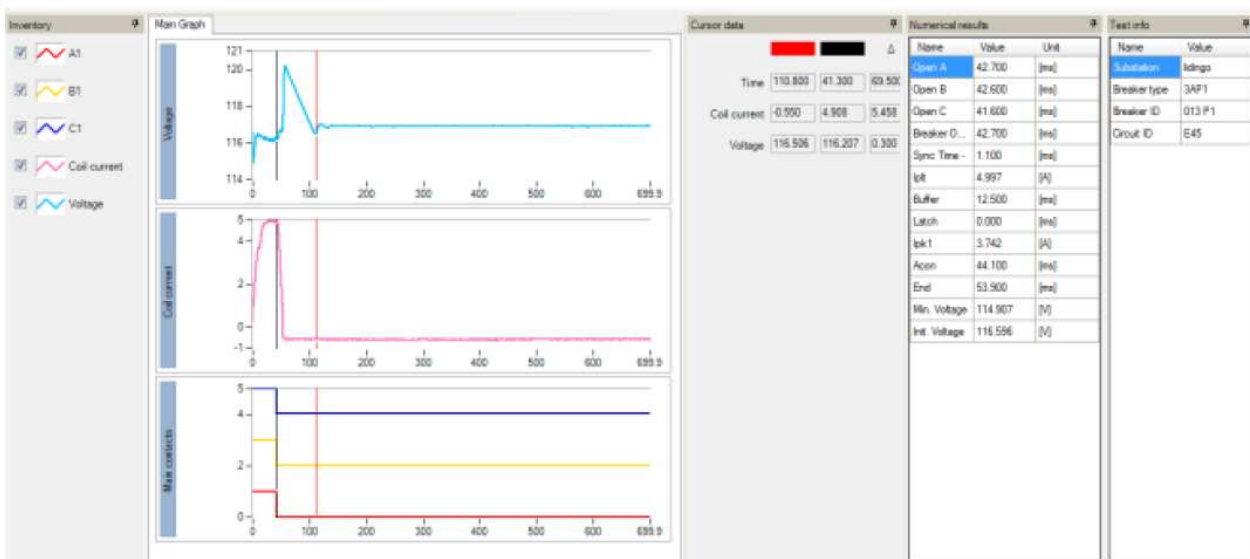 Inventory
A1
B1
C1
Coil current
Voltage
Main Graph
Voltage
121
120
118
116
114
0 100 200 300 400 500 600 699.9
Coil current
5
4
2
0
-1
0 100 200 300 400 500 600 699.9
Main contacts
5
4
2
0
0 100 200 300 400 500 600 699.9
Cursor data
Δ
Time 110.800 41.300 69.500
Coil current -0.550 4.908 5.458
Voltage 116.506 116.207 0.300
Numerical results
Name Value Unit
Open A 42.700 [ms]
Open B 42.600 [ms]
Open C 41.600 [ms]
Breaker O... 42.700 [ms]
Sync Time - 1.100 [ms]
Iplt 4.997 [A]
Buffer 12.500 [ms]
Latch 0.000 [ms]
Ipk1 3.742 [A]
Acon 44.100 [ms]
End 53.900 [ms]
Min. Voltage 114.907 [V]
Init. Voltage 116.596 [V]
Test info
Name Value
Substation lidingo
Breaker type 3AP1
Breaker ID 013 P1
Circuit ID E45